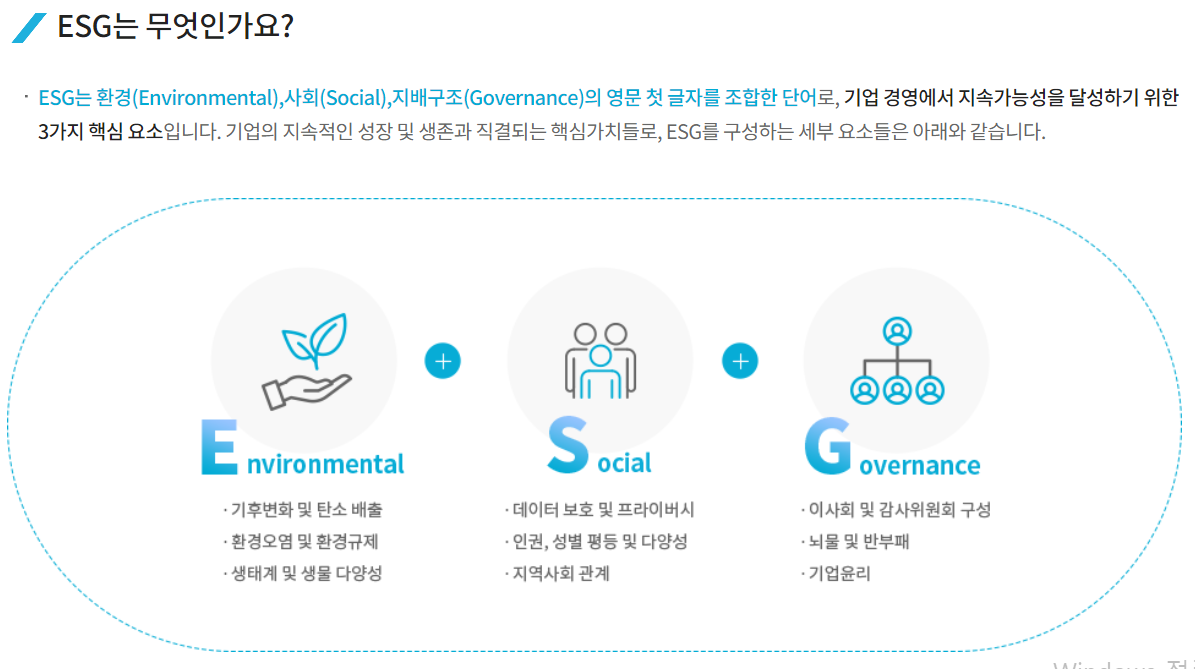 ESG는 무엇인가요?
· ESG는 환경(Environmental),사회(Social),지배구조(Governance)의 영문 첫 글자를 조합한 단어로, 기업 경영에서 지속가능성을 달성하기 위한
3가지 핵심 요소입니다. 기업의 지속적인 성장 및 생존과 직결되는 핵심가치들로, ESG를 구성하는 세부 요소들은 아래와 같습니다.
Environmental
· 기후변화 및 탄소 배출
· 환경오염 및 환경규제
· 생태계 및 생물 다양성
Social
· 데이터 보호 및 프라이버시
· 인권, 성별 평등 및 다양성
· 지역사회 관계
Governance
· 이사회 및 감사위원회 구성
· 뇌물 및 반부패
· 기업윤리
Windows